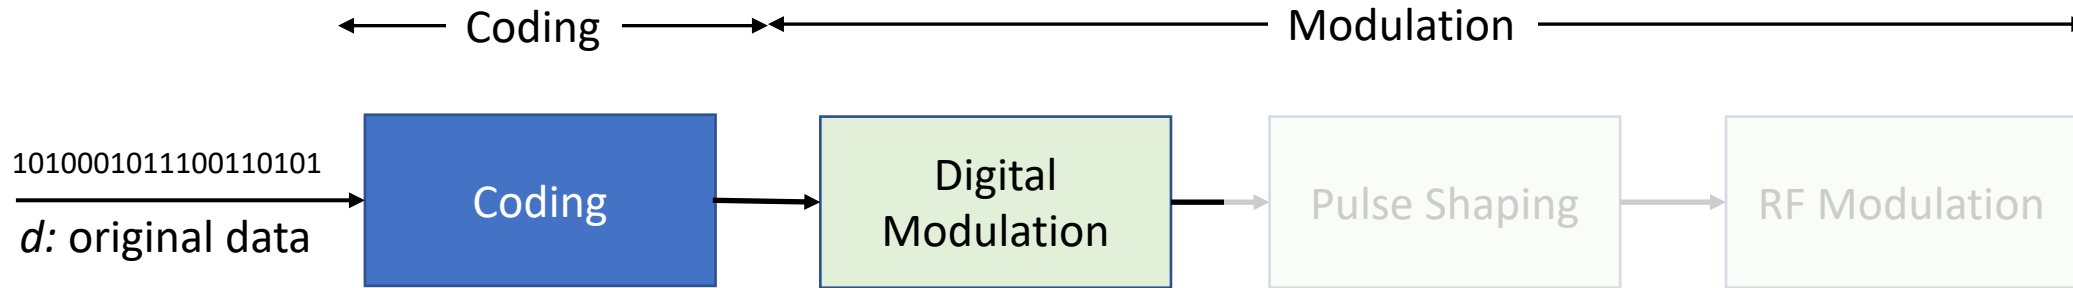 Coding
Modulation
1010001011100110101
d: original data
Coding
Digital
Modulation
Pulse Shaping
RF Modulation